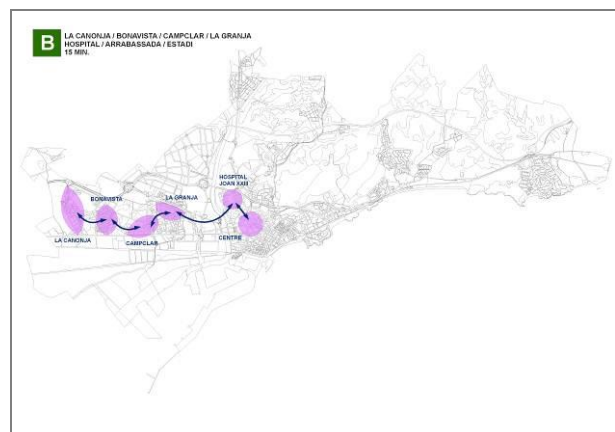 B
LA CANONJA / BONAVISTA / CAMPCLAR / LA GRANJA
HOSPITAL / ARRABASSADA / ESTADI
15 MIN.
HOSPITAL
JOAN XXIII
BONAVISTA
LA GRANJA
LA CANONJA
CAMPCLAR
CENTRE